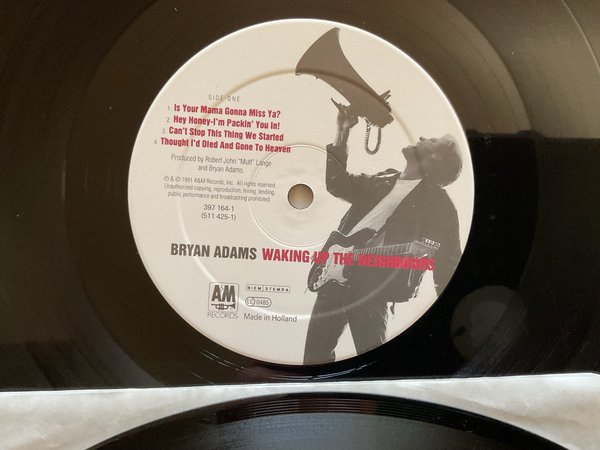 SIDE ONE
1. Is Your Mama Gonna Miss Ya?
2. Hey Honey-I'm Packin' You in!
3. Can't Stop This Thing We Started
4. Thought I'd Died And Gone To Heaven
Produced by Robert John "Mutt" Lange
and Bryan Adams.
℗ & © 1991 A&M Records, Inc. All rights reserved.
Unauthorized copying, reproduction, hiring, lending,
public performance and broadcasting prohibited
397 164-1
(511 425-1)
BRYAN ADAMS WAKING UP THE NEIGHBOURS
A&M
RECORDS
BIEM STEMRA
LC 0485
Made in Holland